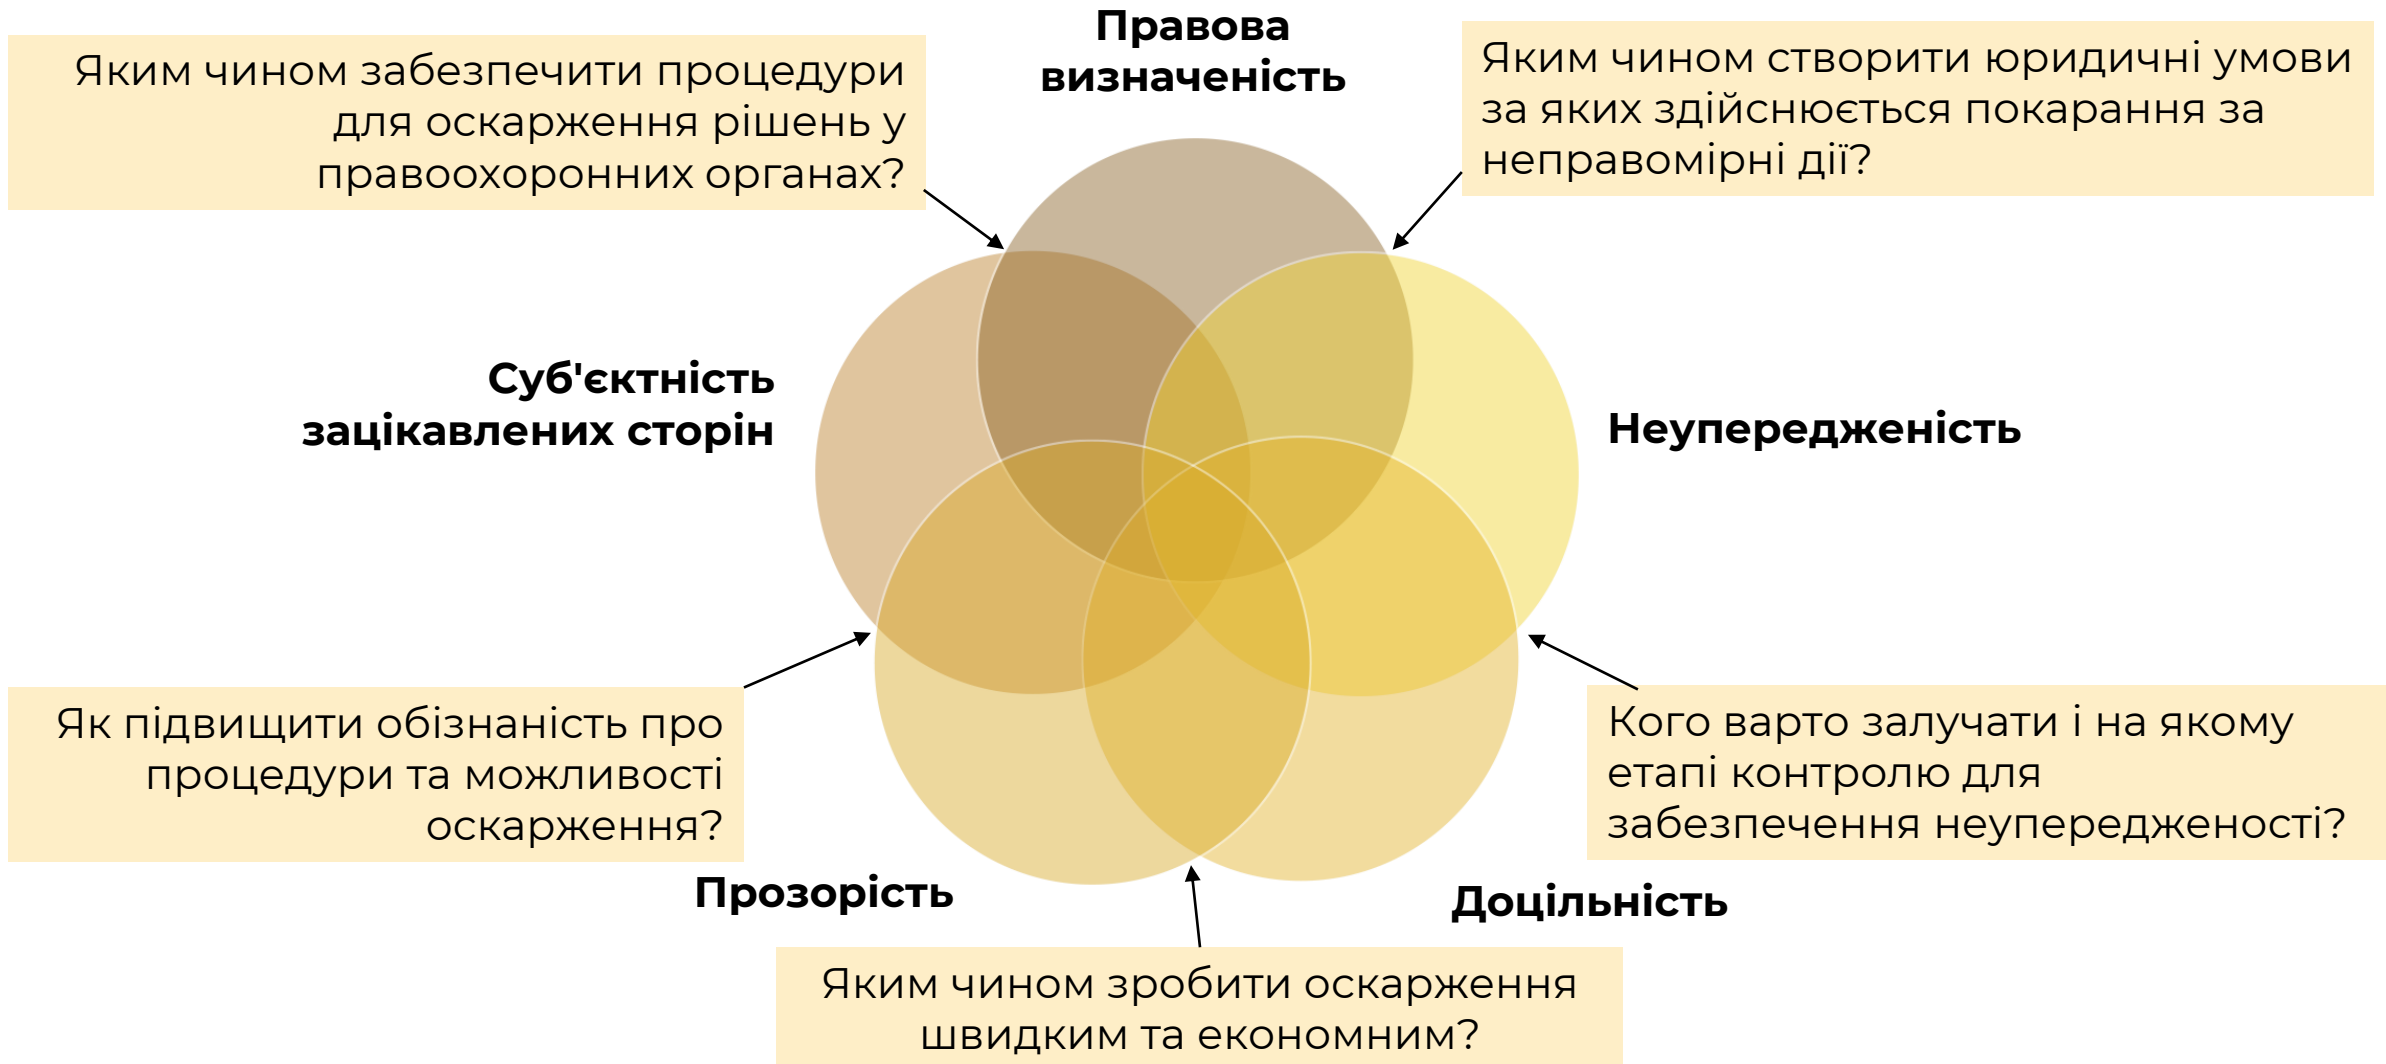 Правова
визначеність
Яким чином забезпечити процедури
для оскарження рішень у
правоохоронних органах?
Яким чином створити юридичні умови
за яких здійснюється покарання за
неправомірні дії?
Суб'єктність
зацікавлених сторін
Неупередженість
Як підвищити обізнаність про
процедури та можливості
оскарження?
Кого варто залучати і на якому
етапі контролю для
забезпечення неупередженості?
Прозорість
Доцільність
Яким чином зробити оскарження
швидким та економним?